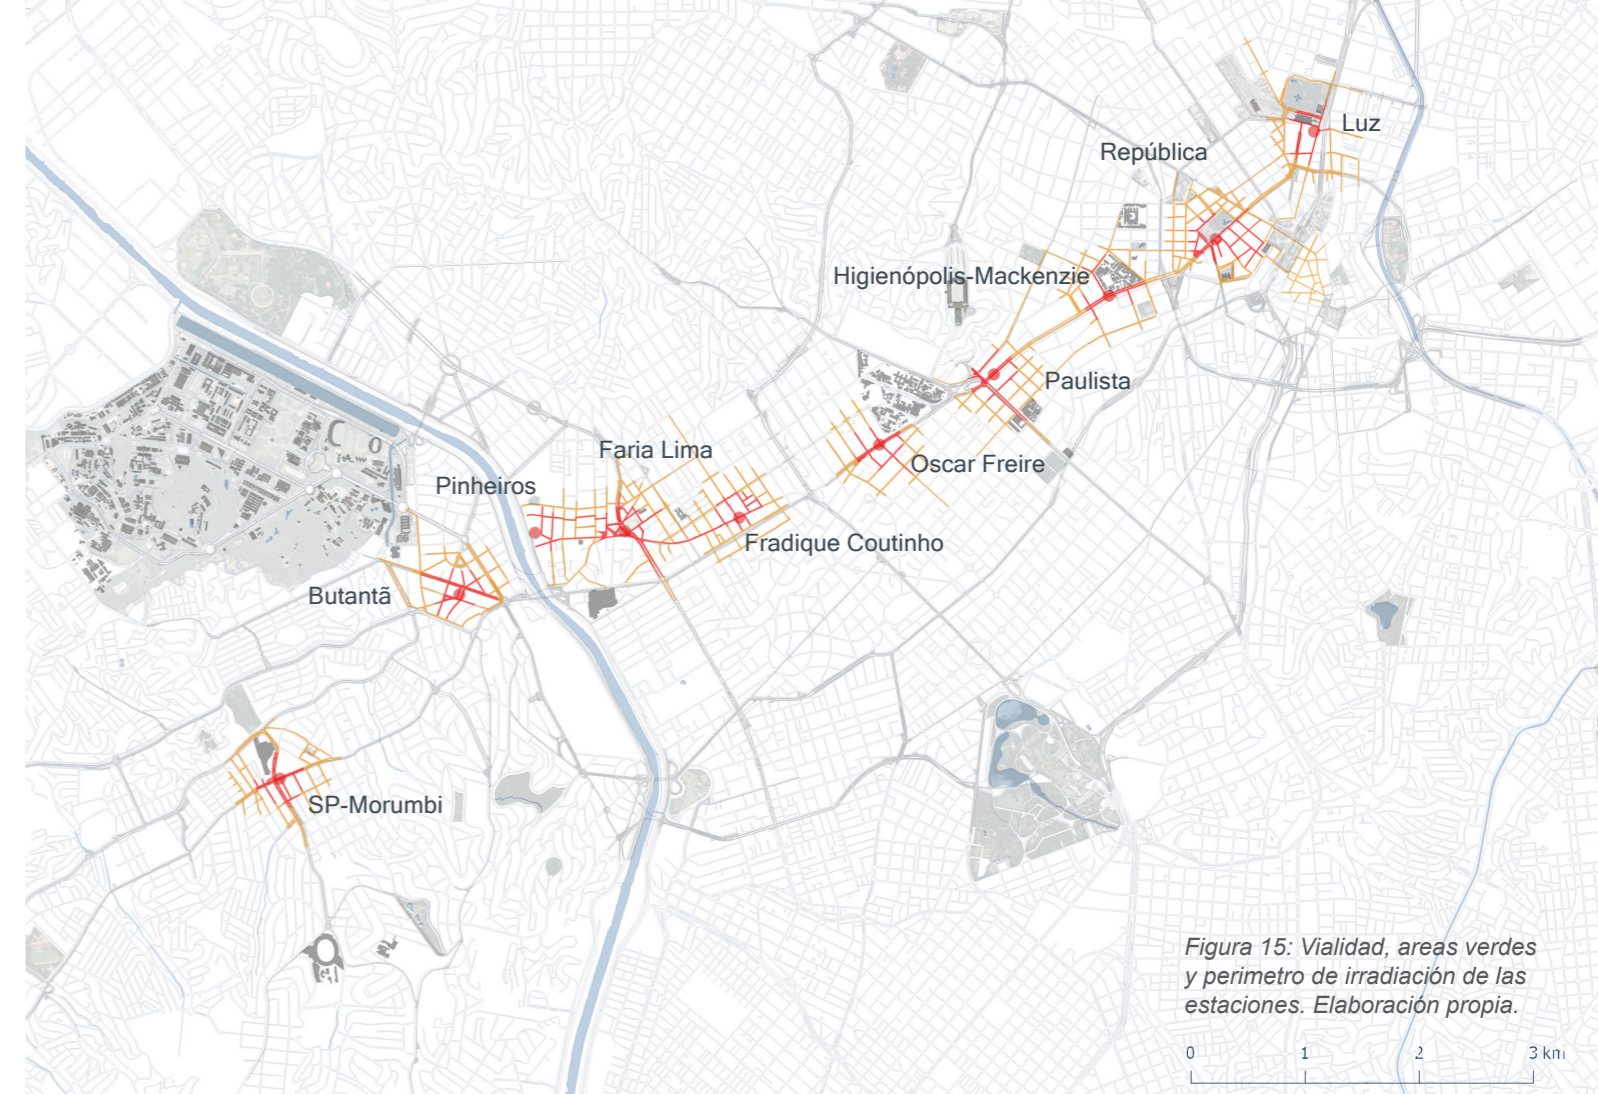 Luz
República
Higienópolis-Mackenzie
Paulista
Faria Lima
Oscar Freire
Pinheiros
Fradique Coutinho
Butantã
SP-Morumbi
Figura 15: Vialidad, areas verdes
y perimetro de irradiación de las
estaciones. Elaboración propia.
0 1 2 3 km